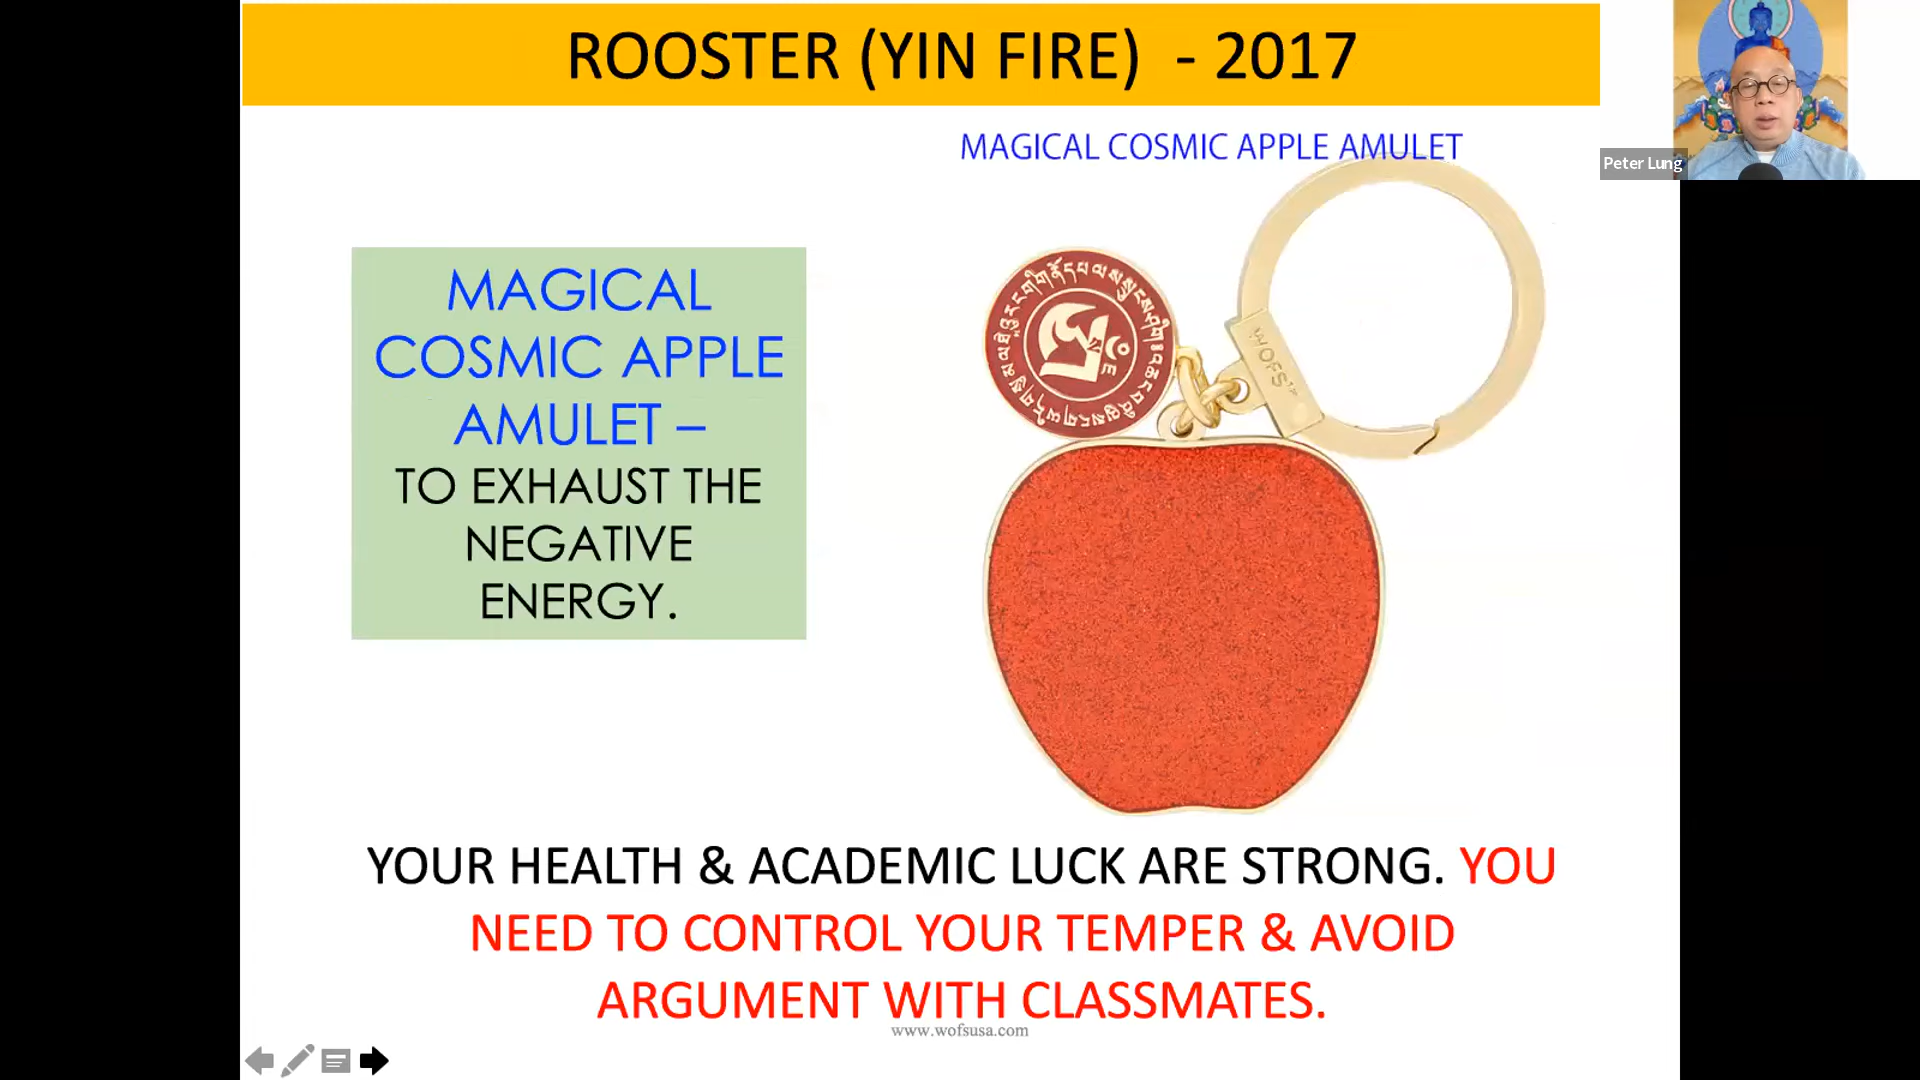 ROOSTER (YIN FIRE) - 2017
MAGICAL COSMIC APPLE AMULET
Peter Lung
MAGICAL
COSMIC APPLE
AMULET –
TO EXHAUST THE
NEGATIVE
ENERGY.
WOFS
N
E
YOUR HEALTH & ACADEMIC LUCK ARE STRONG. YOU
NEED TO CONTROL YOUR TEMPER & AVOID
ARGUMENT WITH CLASSMATES.
www.wofsusa.com